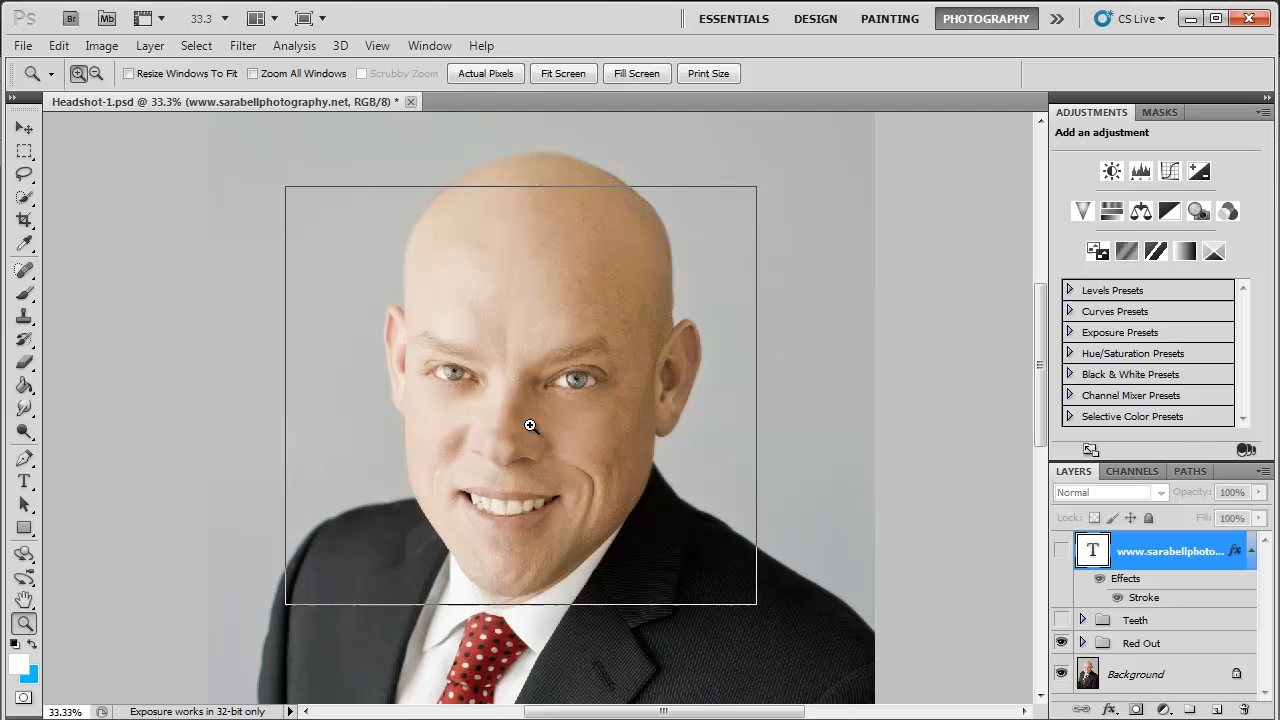 Ps Br Mb 33.3 ESSENTIALS DESIGN PAINTING PHOTOGRAPHY CS Live
File Edit Image Layer Select Filter Analysis 3D View Window Help
Resize Windows To Fit Zoom All Windows Scrubby Zoom Actual Pixels Fit Screen Fill Screen Print Size
Headshot-1.psd @ 33.3% (www.sarabellphotography.net, RGB/8) *
ADJUSTMENTS MASKS
Add an adjustment
Levels Presets
Curves Presets
Exposure Presets
Hue/Saturation Presets
Black & White Presets
Channel Mixer Presets
Selective Color Presets
LAYERS CHANNELS PATHS
Normal Opacity: 100%
Lock: Fill: 100%
T www.sarabellphoto... fx
Effects
Stroke
Teeth
Red Out
Background
33.33% Exposure works in 32-bit only